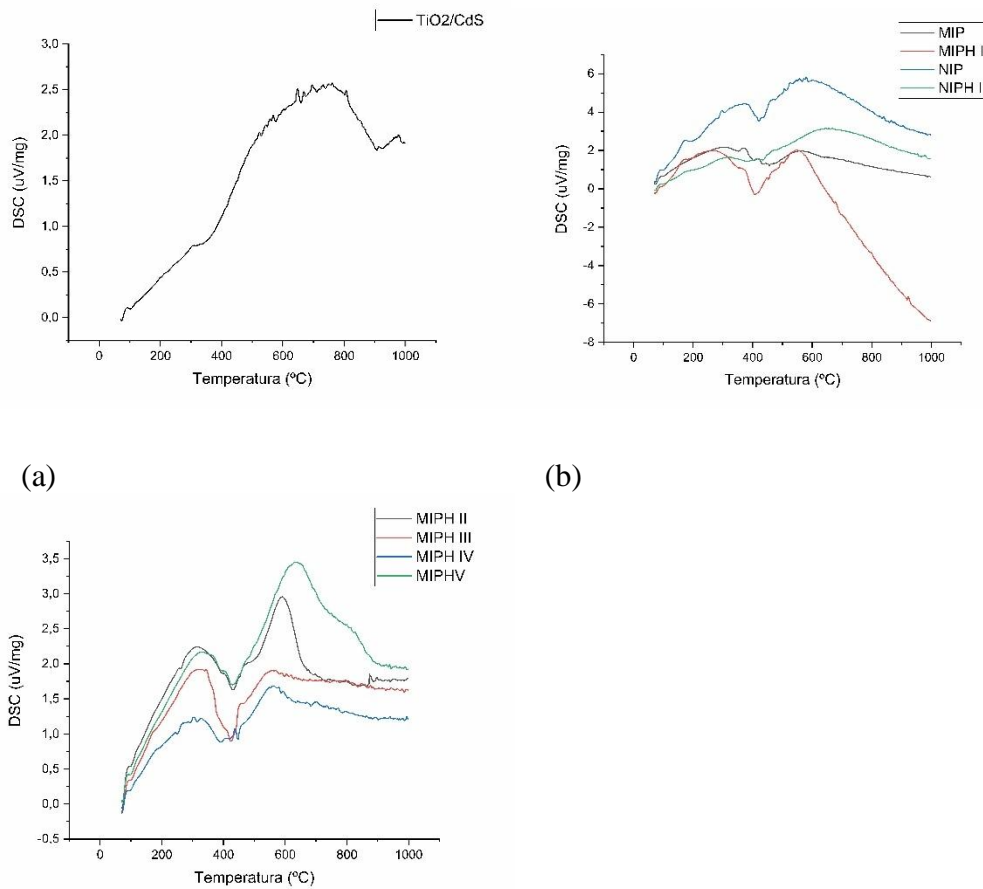 TiO2/CdS
3,0
2,5
2,0
1,5
1,0
0,5
0,0
DSC (uV/mg)
0 200 400 600 800 1000
Temperatura (ºC)
MIP
MIPH I
NIP
NIPH I
6
4
2
0
-2
-4
-6
-8
DSC (uV/mg)
0 200 400 600 800 1000
Temperatura (ºC)
(a) (b)
MIPH II
MIPH III
MIPH IV
MIPHV
3,5
3,0
2,5
2,0
1,5
1,0
0,5
0,0
-0,5
DSC (uV/mg)
0 200 400 600 800 1000
Temperatura (ºC)